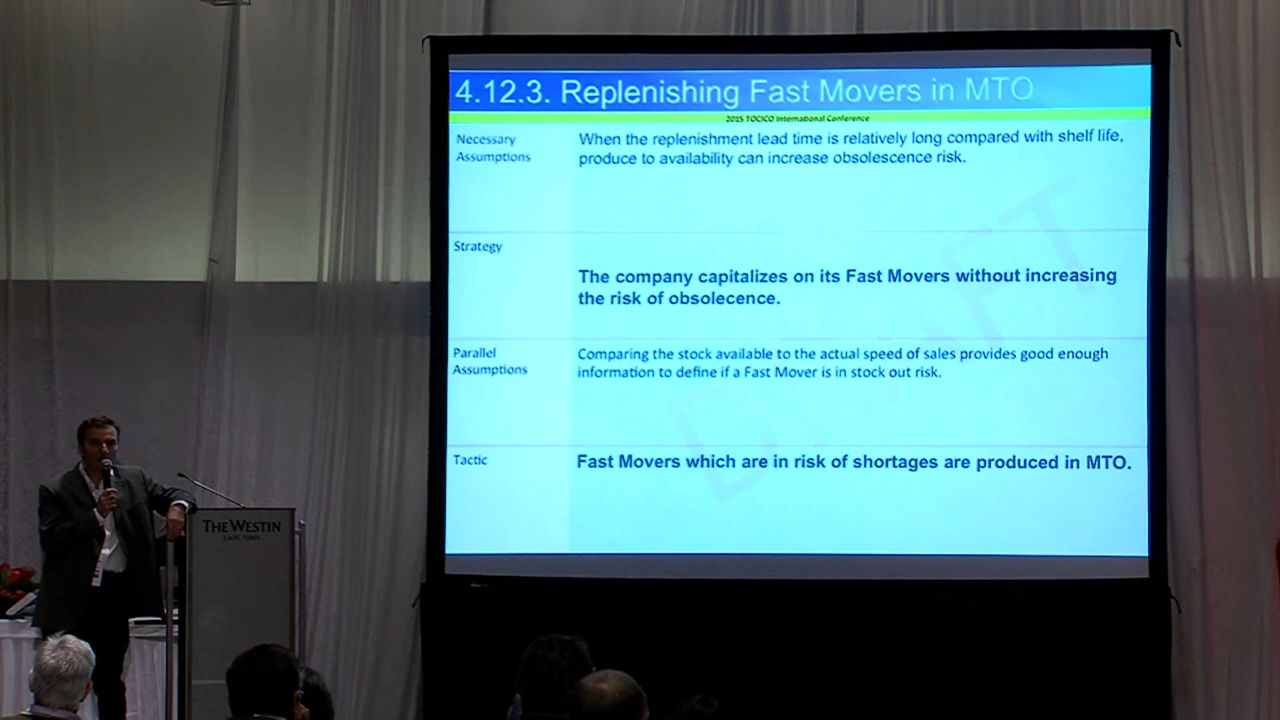 4.12.3. Replenishing Fast Movers in MTO
2015 TOCICO International Conference
Necessary
Assumptions
When the replenishment lead time is relatively long compared with shelf life,
produce to availability can increase obsolescence risk.
Strategy
The company capitalizes on its Fast Movers without increasing
the risk of obsolecence.
Parallel
Assumptions
Comparing the stock available to the actual speed of sales provides good enough
information to define if a Fast Mover is in stock out risk.
Tactic
Fast Movers which are in risk of shortages are produced in MTO.
DRAFT
THE WESTIN
CAPE TOWN